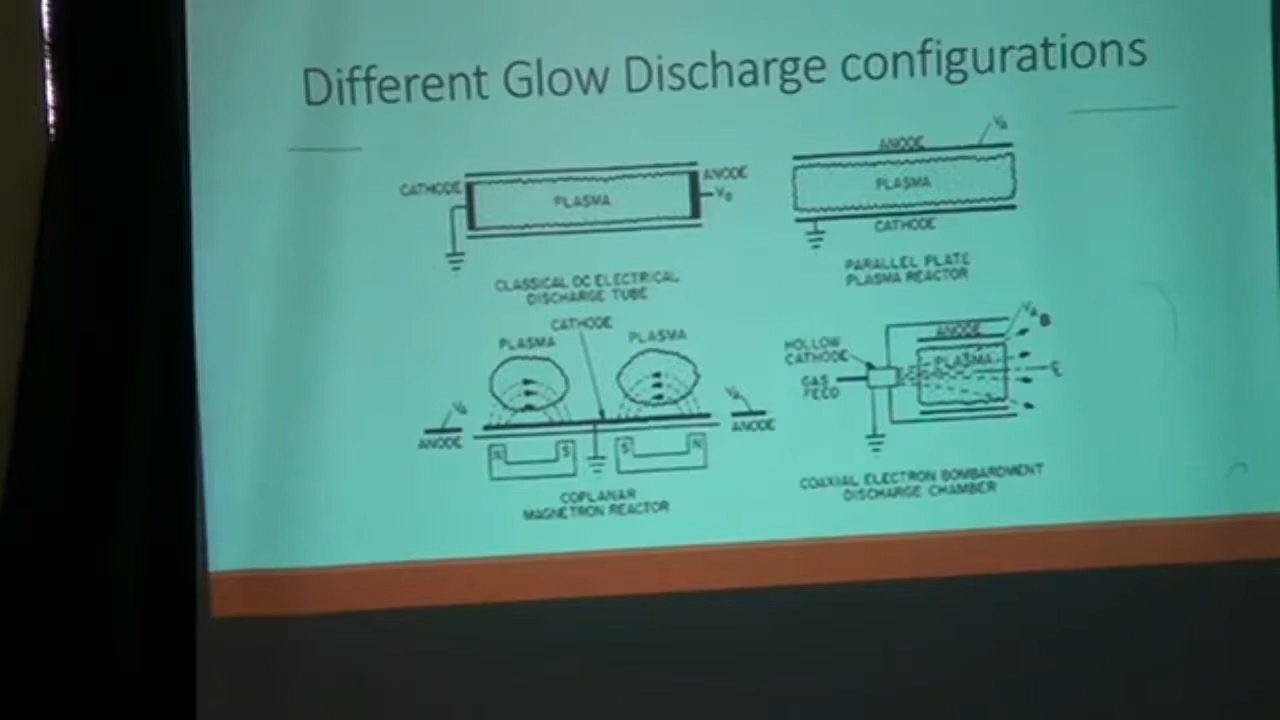 Different Glow Discharge configurations
CATHODE
PLASMA
ANODE
CLASSICAL DC ELECTRICAL
DISCHARGE TUBE
ANODE
PLASMA
CATHODE
PARALLEL PLATE
PLASMA REACTOR
CATHODE
PLASMA
PLASMA
ANODE
ANODE
N
S
S
N
COPLANAR
MAGNETRON REACTOR
HOLLOW
CATHODE
GAS
FEED
ANODE
PLASMA
B
COAXIAL ELECTRON BOMBARDMENT
DISCHARGE CHAMBER